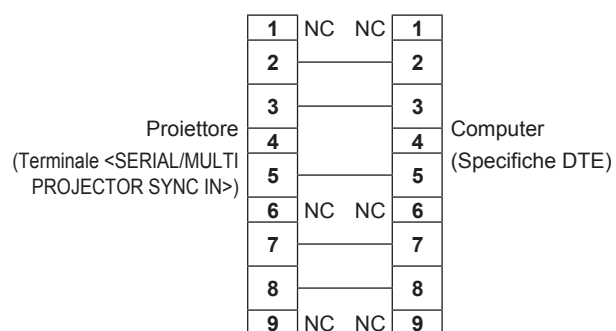 1 NC NC 1
2 2
3 3
Proiettore
(Terminale <SERIAL/MULTI
PROJECTOR SYNC IN>)
4 4
Computer
(Specifiche DTE)
5 5
6 NC NC 6
7 7
8 8
9 NC NC 9